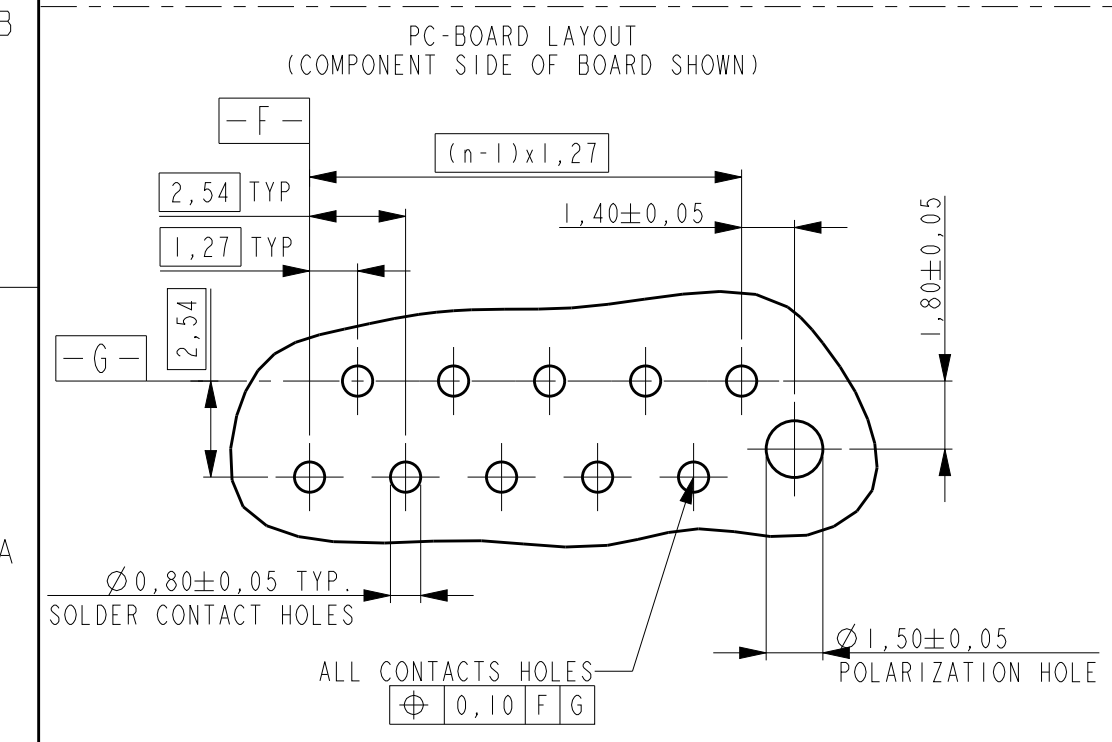 B
PC-BOARD LAYOUT
(COMPONENT SIDE OF BOARD SHOWN)
-F-
(n-1)x1,27
2,54 TYP
1,40±0,05
1,80±0,05
1,27 TYP
2,54
-G-
A
Ø0,80±0,05 TYP.
SOLDER CONTACT HOLES
Ø1,50±0,05
POLARIZATION HOLE
ALL CONTACTS HOLES
⌖ 0,10 F G